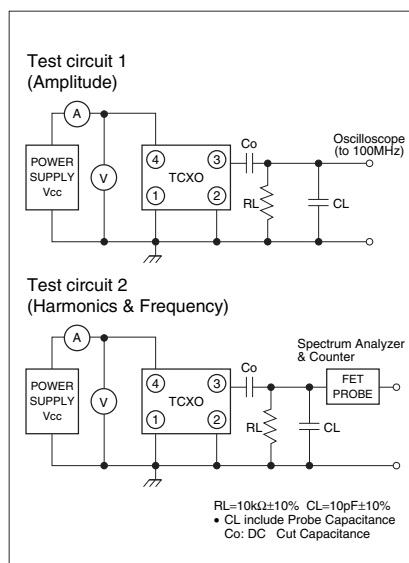 Test circuit 1
(Amplitude)
A
POWER
SUPPLY
Vcc
V
4
3
TCXO
1
2
Co
RL
CL
Oscilloscope
(to 100MHz)
Test circuit 2
(Harmonics & Frequency)
A
POWER
SUPPLY
Vcc
V
4
3
TCXO
1
2
Co
RL
CL
Spectrum Analyzer
& Counter
FET
PROBE
RL=10kΩ±10% CL=10pF±10%
• CL include Probe Capacitance
Co: DC Cut Capacitance